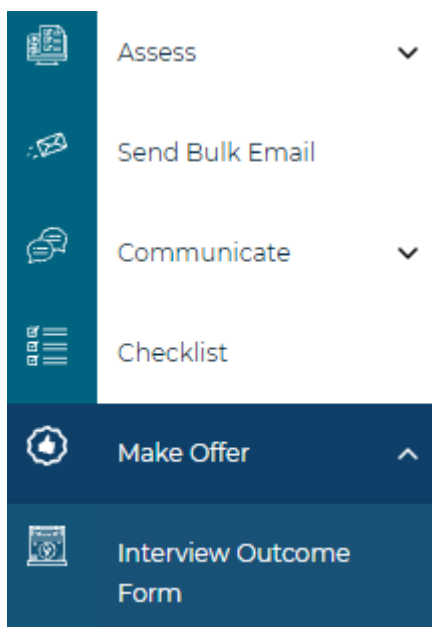 Assess
Send Bulk Email
Communicate
Checklist
Make Offer
Interview Outcome
Form